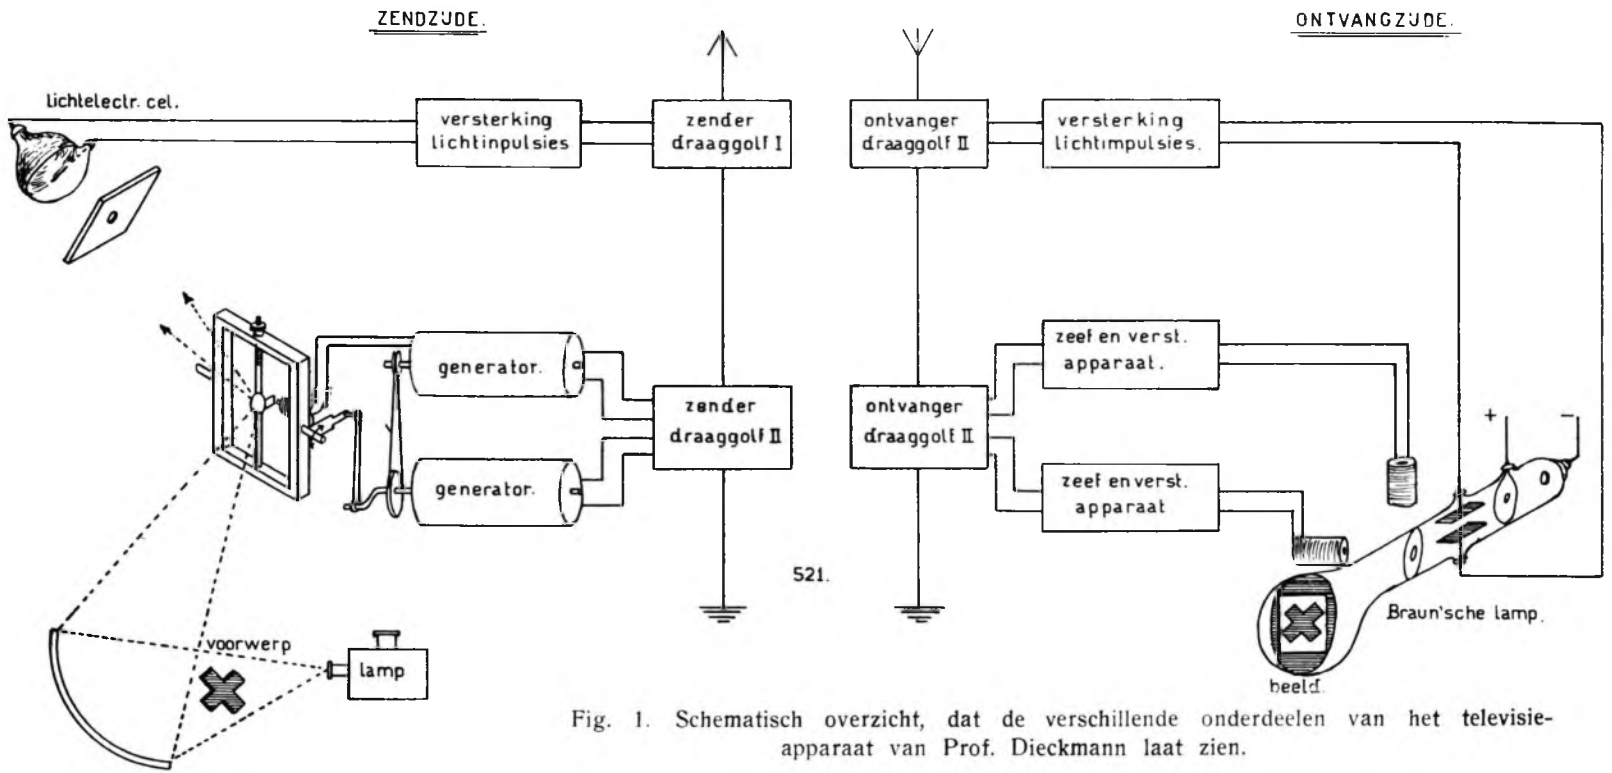 ZENDZIJDE.
ONTVANGZIJDE.
lichtelectr. cel.
versterking
lichtinpulsies
zender
draaggolf I
ontvanger
draaggolf II
versterking
lichtimpulsies.
generator.
zender
draaggolf II
generator.
ontvanger
draaggolf II
zeef en verst.
apparaat.
zeef en verst.
apparaat
+
-
521.
Braun'sche lamp.
voorwerp
lamp
beeld.
Fig. 1. Schematisch overzicht, dat de verschillende onderdeelen van het televisie-
apparaat van Prof. Dieckmann laat zien.